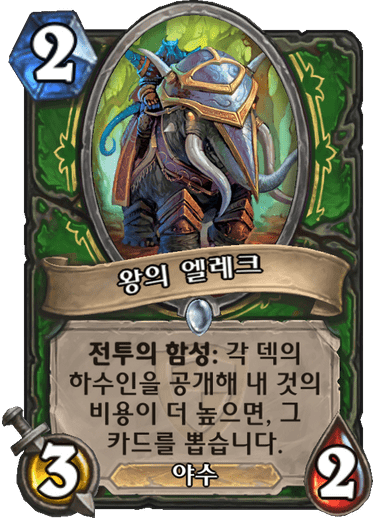 2
왕의 엘레크
전투의 함성: 각 덱의
하수인을 공개해 내 것의
비용이 더 높으면, 그
카드를 뽑습니다.
야수
3
2